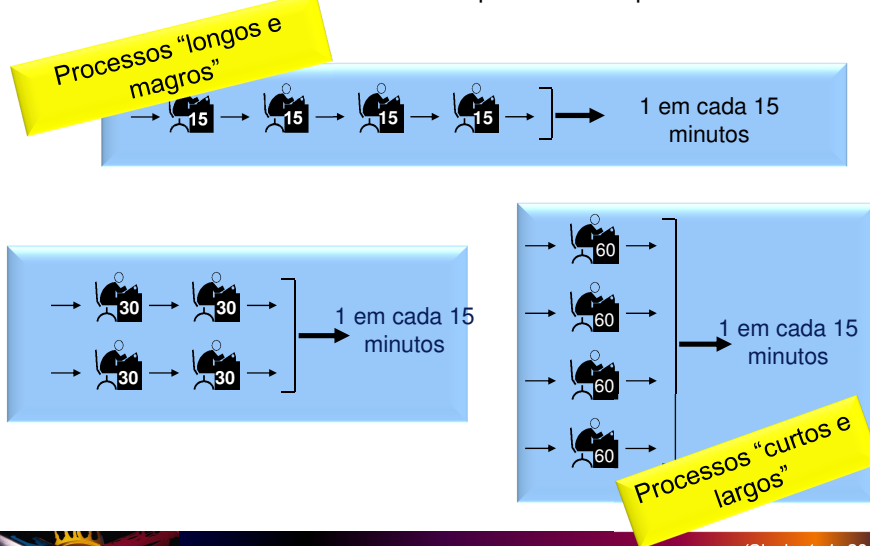 Processos "longos e
magros"
15 15 15 15
1 em cada 15
minutos
30 30
30 30
1 em cada 15
minutos
60
60
60
60
1 em cada 15
minutos
Processos "curtos e
largos"